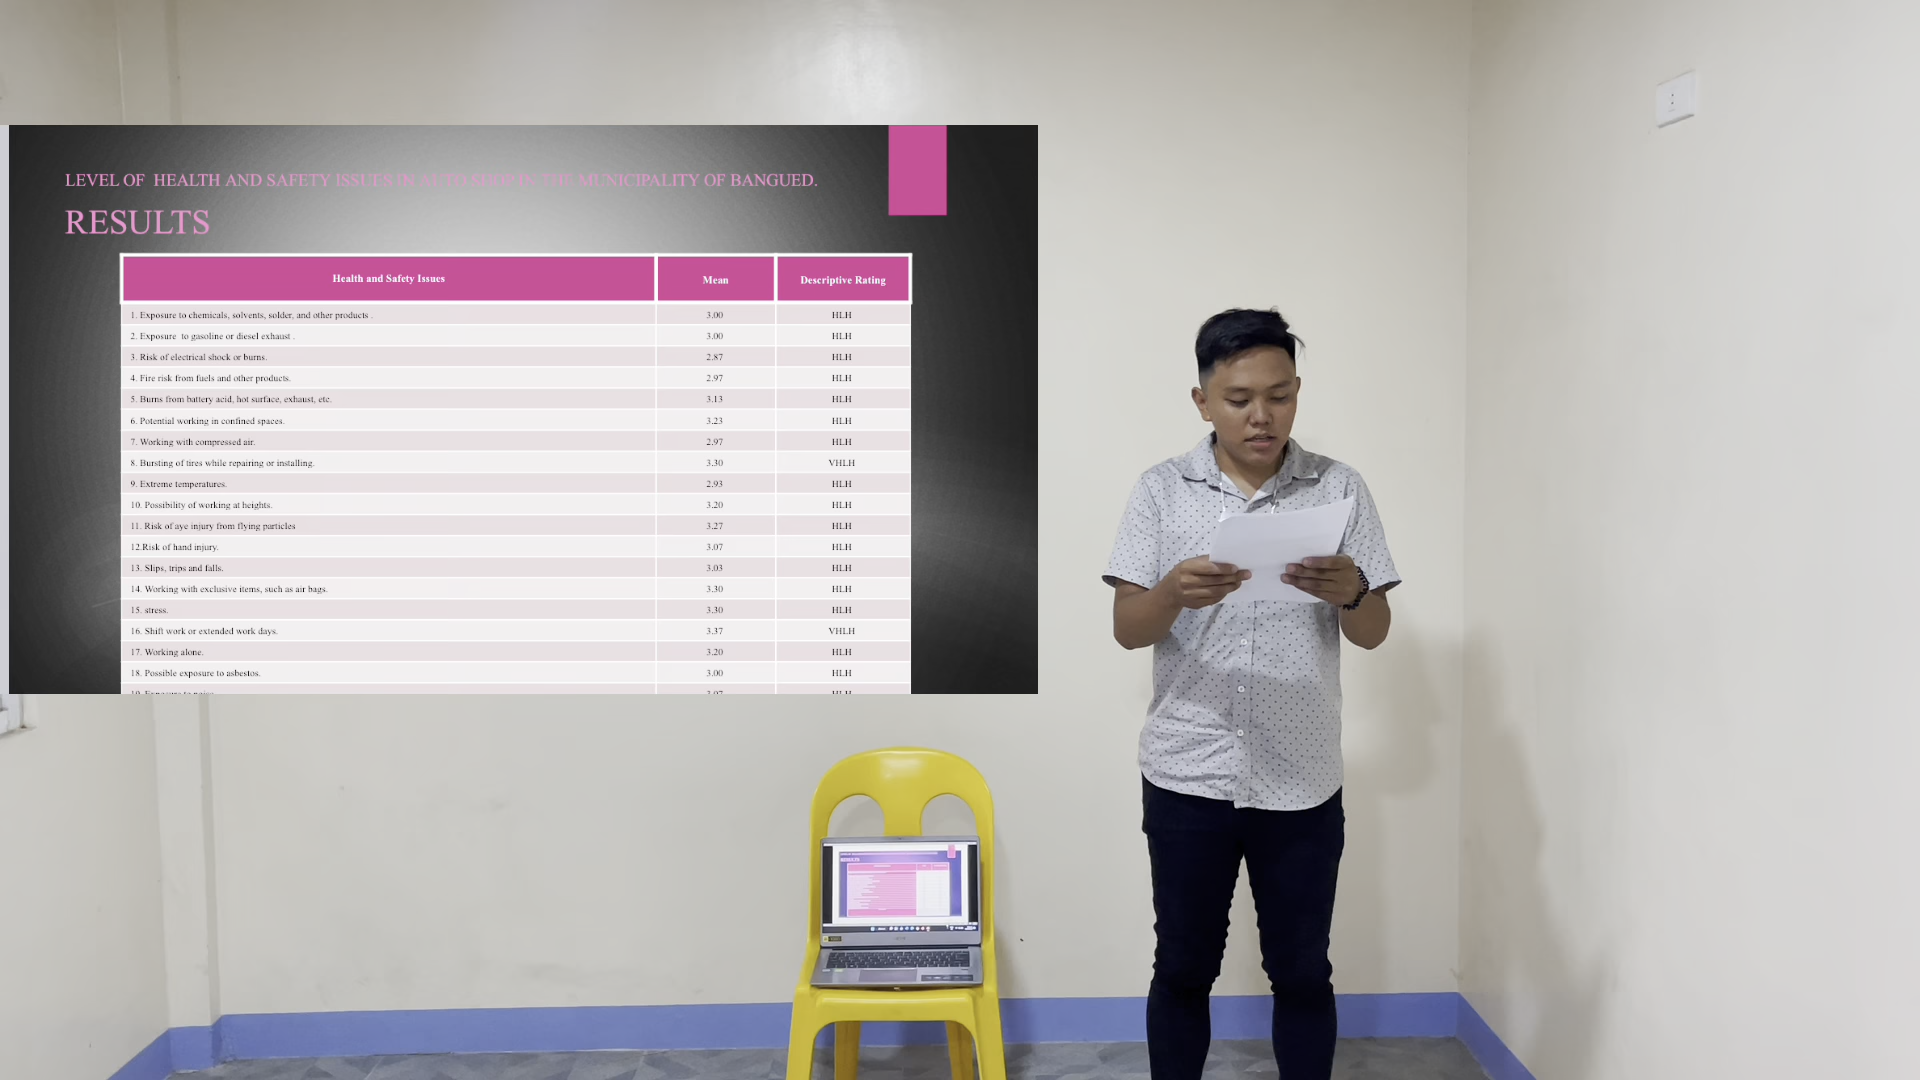 LEVEL OF HEALTH AND SAFETY ISSUES IN AUTO SHOP IN THE MUNICIPALITY OF BANGUED.
RESULTS
Health and Safety Issues Mean Descriptive Rating
1. Exposure to chemicals, solvents, solder, and other products . 3.00 HLH
2. Exposure to gasoline or diesel exhaust . 3.00 HLH
3. Risk of electrical shock or burns. 2.87 HLH
4. Fire risk from fuels and other products. 2.97 HLH
5. Burns from battery acid, hot surface, exhaust, etc. 3.13 HLH
6. Potential working in confined spaces. 3.23 HLH
7. Working with compressed air. 2.97 HLH
8. Bursting of tires while repairing or installing. 3.30 VHLH
9. Extreme temperatures. 2.93 HLH
10. Possibility of working at heights. 3.20 HLH
11. Risk of aye injury from flying particles 3.27 HLH
12.Risk of hand injury. 3.07 HLH
13. Slips, trips and falls. 3.03 HLH
14. Working with exclusive items, such as air bags. 3.30 HLH
15. stress. 3.30 HLH
16. Shift work or extended work days. 3.37 VHLH
17. Working alone. 3.20 HLH
18. Possible exposure to asbestos. 3.00 HLH
19. Exposure to noise. 3.07 HLH
RESULTS